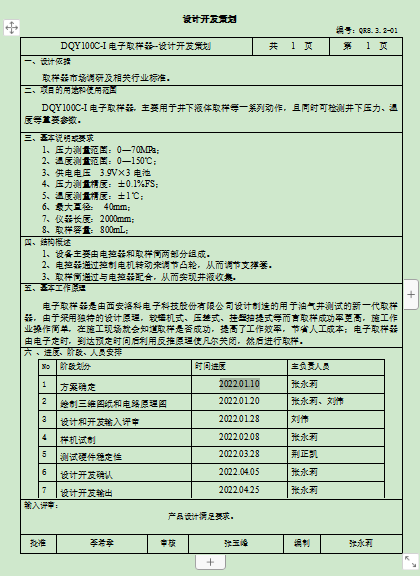 设计开发策划
编号：QRS.3.2-01
DQY100C-I 电子取样器--设计开发策划 共 1 页 第 1 页
一、设计依据
取样器市场调研及相关行业标准。
二、项目的用途和使用范围
DQY100C-I 电子取样器，主要用于井下液体取样等一系列动作，且同时可检测井下压力、温
度等重要参数。
三、基本说明或要求
1、压力测量范围：0—70MPa；
2、温度测量范围：0—150℃；
3、供电电压 3.9V×3 电池
4、压力测量精度：±0.1%FS；
5、温度测量精度：±1℃；
6、最大直径： 40mm；
7、仪器长度：2000mm；
8、取样容量：800mL；
四、结构概述
1、设备主要由电控器和取样筒两部分组成。
2、电控器通过控制电机转动来调节凸轮，从而调节支撑套。
3、取样筒通过与电控器配合，从而实现井液收集。
五、基本工作原理
电子取样器是由西安洛科电子科技股份有限公司设计制造的用于油气井测试的新一代取样
器，由于采用独特的设计原理，较锤机式、压差式、挂壁抽提式等而言取样成功率更高，施工作
业操作简单，在施工现场就会知道取样是否成功，提高了工作效率，节省人工成本；电子取样器
由电子定时，到达预定时间后利用反推原理使凡尔关闭，然后进行取样。
六 、进度、阶段、人员安排
No 阶段划分 时间进度 主负责人员
1 方案确定 2022.01.10 张永莉
2 绘制三维图纸和电路原理图 2022.01.20 张永莉、刘伟
3 设计和开发输入评审 2022.01.28 刘伟
4 样机试制 2022.02.08 张永莉
5 测试硬件稳定性 2022.03.28 荆正凯
6 设计开发确认 2022.04.05 张永莉
7 设计开发输出 2022.04.25 张永莉
输入评审：
产品设计满足要求。
批准 李希孝 审核 张玉峰 编制 张永莉